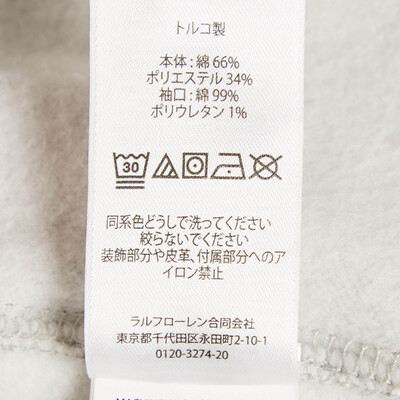 トルコ製
本体：綿 66%
ポリエステル 34%
袖口：綿 99%
ポリウレタン 1%
30
同系色どうしで洗ってください
絞らないでください
装飾部分や皮革、付属部分へのア
イロン禁止
ラルフローレン合同会社
東京都千代田区永田町2-10-1
0120-3274-20